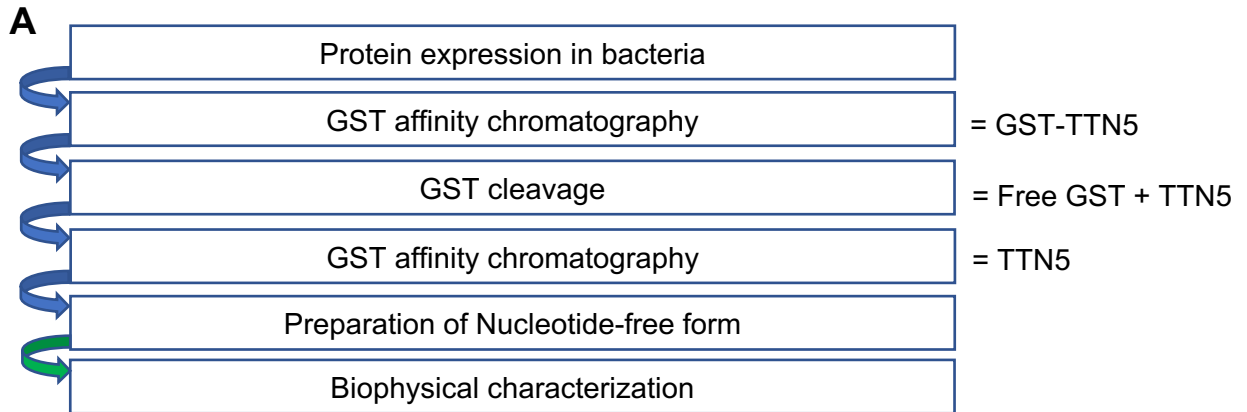 A
Protein expression in bacteria
GST affinity chromatography = GST-TTN5
GST cleavage = Free GST + TTN5
GST affinity chromatography = TTN5
Preparation of Nucleotide-free form
Biophysical characterization